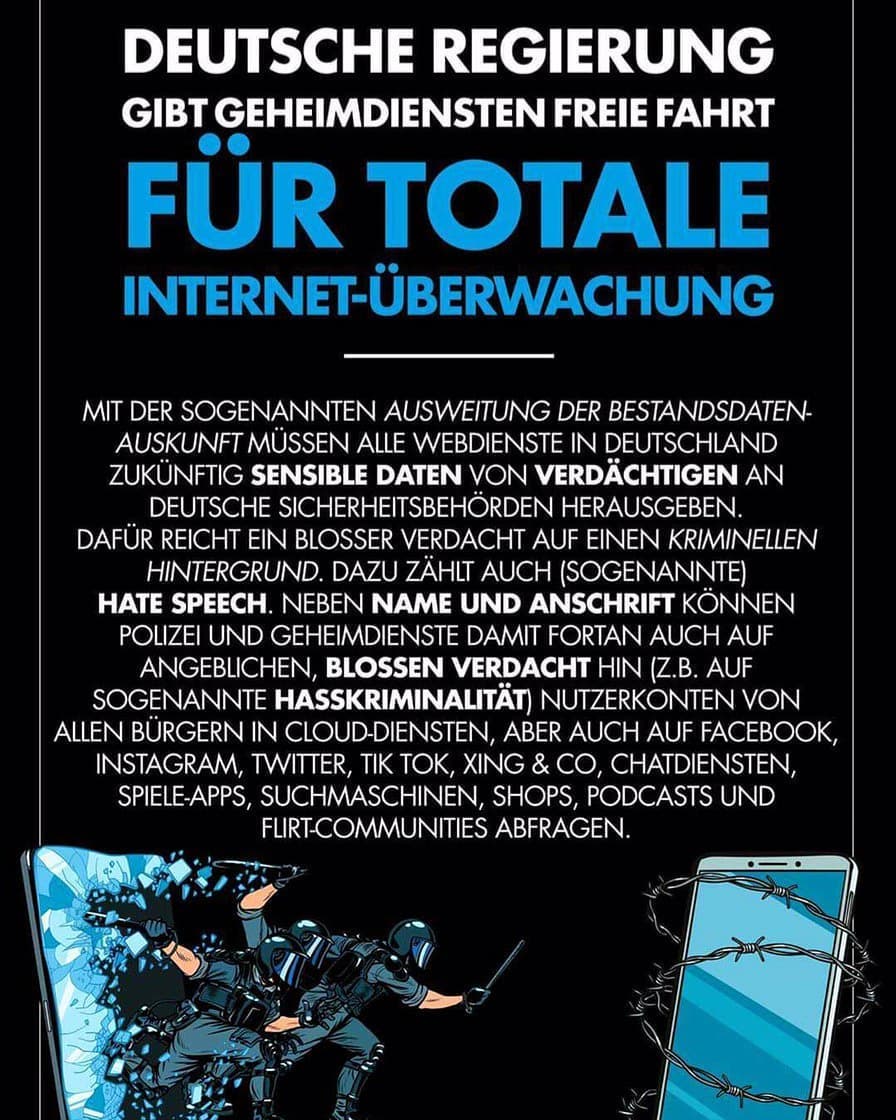 DEUTSCHE REGIERUNG
GIBT GEHEIMDIENSTEN FREIE FAHRT
FÜR TOTALE
INTERNET-ÜBERWACHUNG
MIT DER SOGENANNTEN AUSWEITUNG DER BESTANDSDATEN-
AUSKUNFT MÜSSEN ALLE WEBDIENSTE IN DEUTSCHLAND
ZUKÜNFTIG SENSIBLE DATEN VON VERDÄCHTIGEN AN
DEUTSCHE SICHERHEITSBEHÖRDEN HERAUSGEBEN.
DAFÜR REICHT EIN BLOSSER VERDACHT AUF EINEN KRIMINELLEN
HINTERGRUND. DAZU ZÄHLT AUCH (SOGENANNTE)
HATE SPEECH. NEBEN NAME UND ANSCHRIFT KÖNNEN
POLIZEI UND GEHEIMDIENSTE DAMIT FORTAN AUCH AUF
ANGEBLICHEN, BLOSSEN VERDACHT HIN (Z.B. AUF
SOGENANNTE HASSKRIMINALITÄT) NUTZERKONTEN VON
ALLEN BÜRGERN IN CLOUD-DIENSTEN, ABER AUCH AUF FACEBOOK,
INSTAGRAM, TWITTER, TIK TOK, XING & CO, CHATDIENSTEN,
SPIELE-APPS, SUCHMASCHINEN, SHOPS, PODCASTS UND
FLIRT-COMMUNITIES ABFRAGEN.